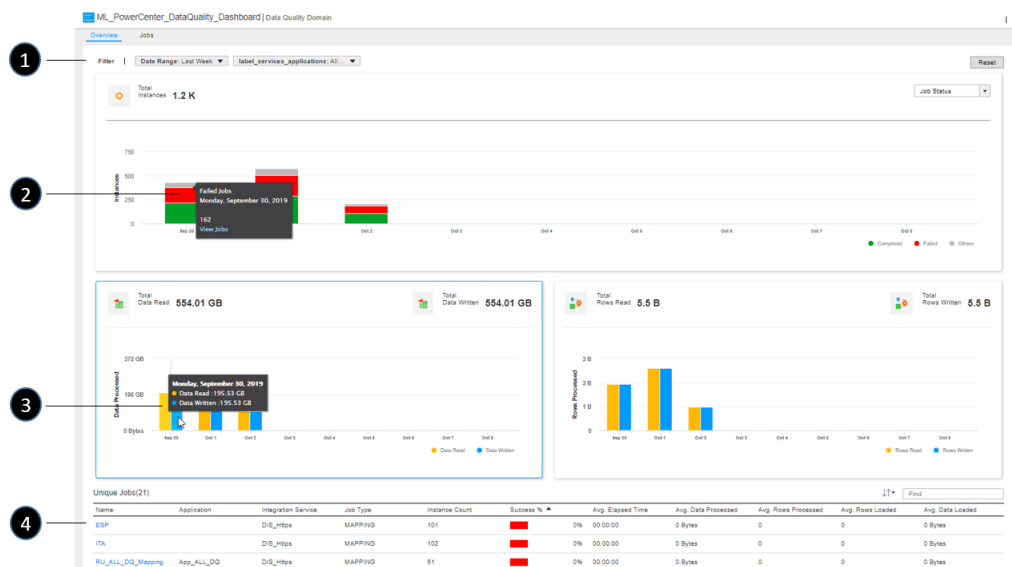 ML_PowerCenter_DataQuality_Dashboard | Data Quality Domain
Overview Jobs
1
Filter | Date Range: Last Week label_services_applications: All... Reset
Total
Instances 1.2 K
Job Status
750
500
250
0
Instances
2
Failed Jobs
Monday, September 30, 2019
162
View Jobs
Sep 30 Oct 2 Oct 3 Oct 4 Oct 5 Oct 6 Oct 7 Oct 8
Completed Failed Others
Total
Data Read 554.01 GB
Total
Data Written 554.01 GB
372 GB
186 GB
0 Bytes
Data Processed
3
Monday, September 30, 2019
Data Read :195.53 GB
Data Written :195.53 GB
Sep 30 Oct 1 Oct 2 Oct 3 Oct 4 Oct 5 Oct 6 Oct 7 Oct 8
Data Read Data Written
Total
Rows Read 5.5 B
Total
Rows Written 5.5 B
3 B
2 B
1 B
0
Rows Processed
Sep 30 Oct 1 Oct 2 Oct 3 Oct 4 Oct 5 Oct 6 Oct 7 Oct 8
Rows Read Rows Written
Unique Jobs(21) Find
Name Application Integration Service Job Type Instance Count Success % Avg. Elapsed Time Avg. Data Processed Avg. Rows Processed Avg. Rows Loaded Avg. Data Loaded
4
ESP DIS_Https MAPPING 101 0% 00:00:00 0 Bytes 0 0 0 Bytes
ITA DIS_Https MAPPING 102 0% 00:00:00 0 Bytes 0 0 0 Bytes
RU_ALL_DQ_Mapping App_ALL_DQ DIS_Https MAPPING 51 0% 00:00:00 0 Bytes 0 0 0 Bytes